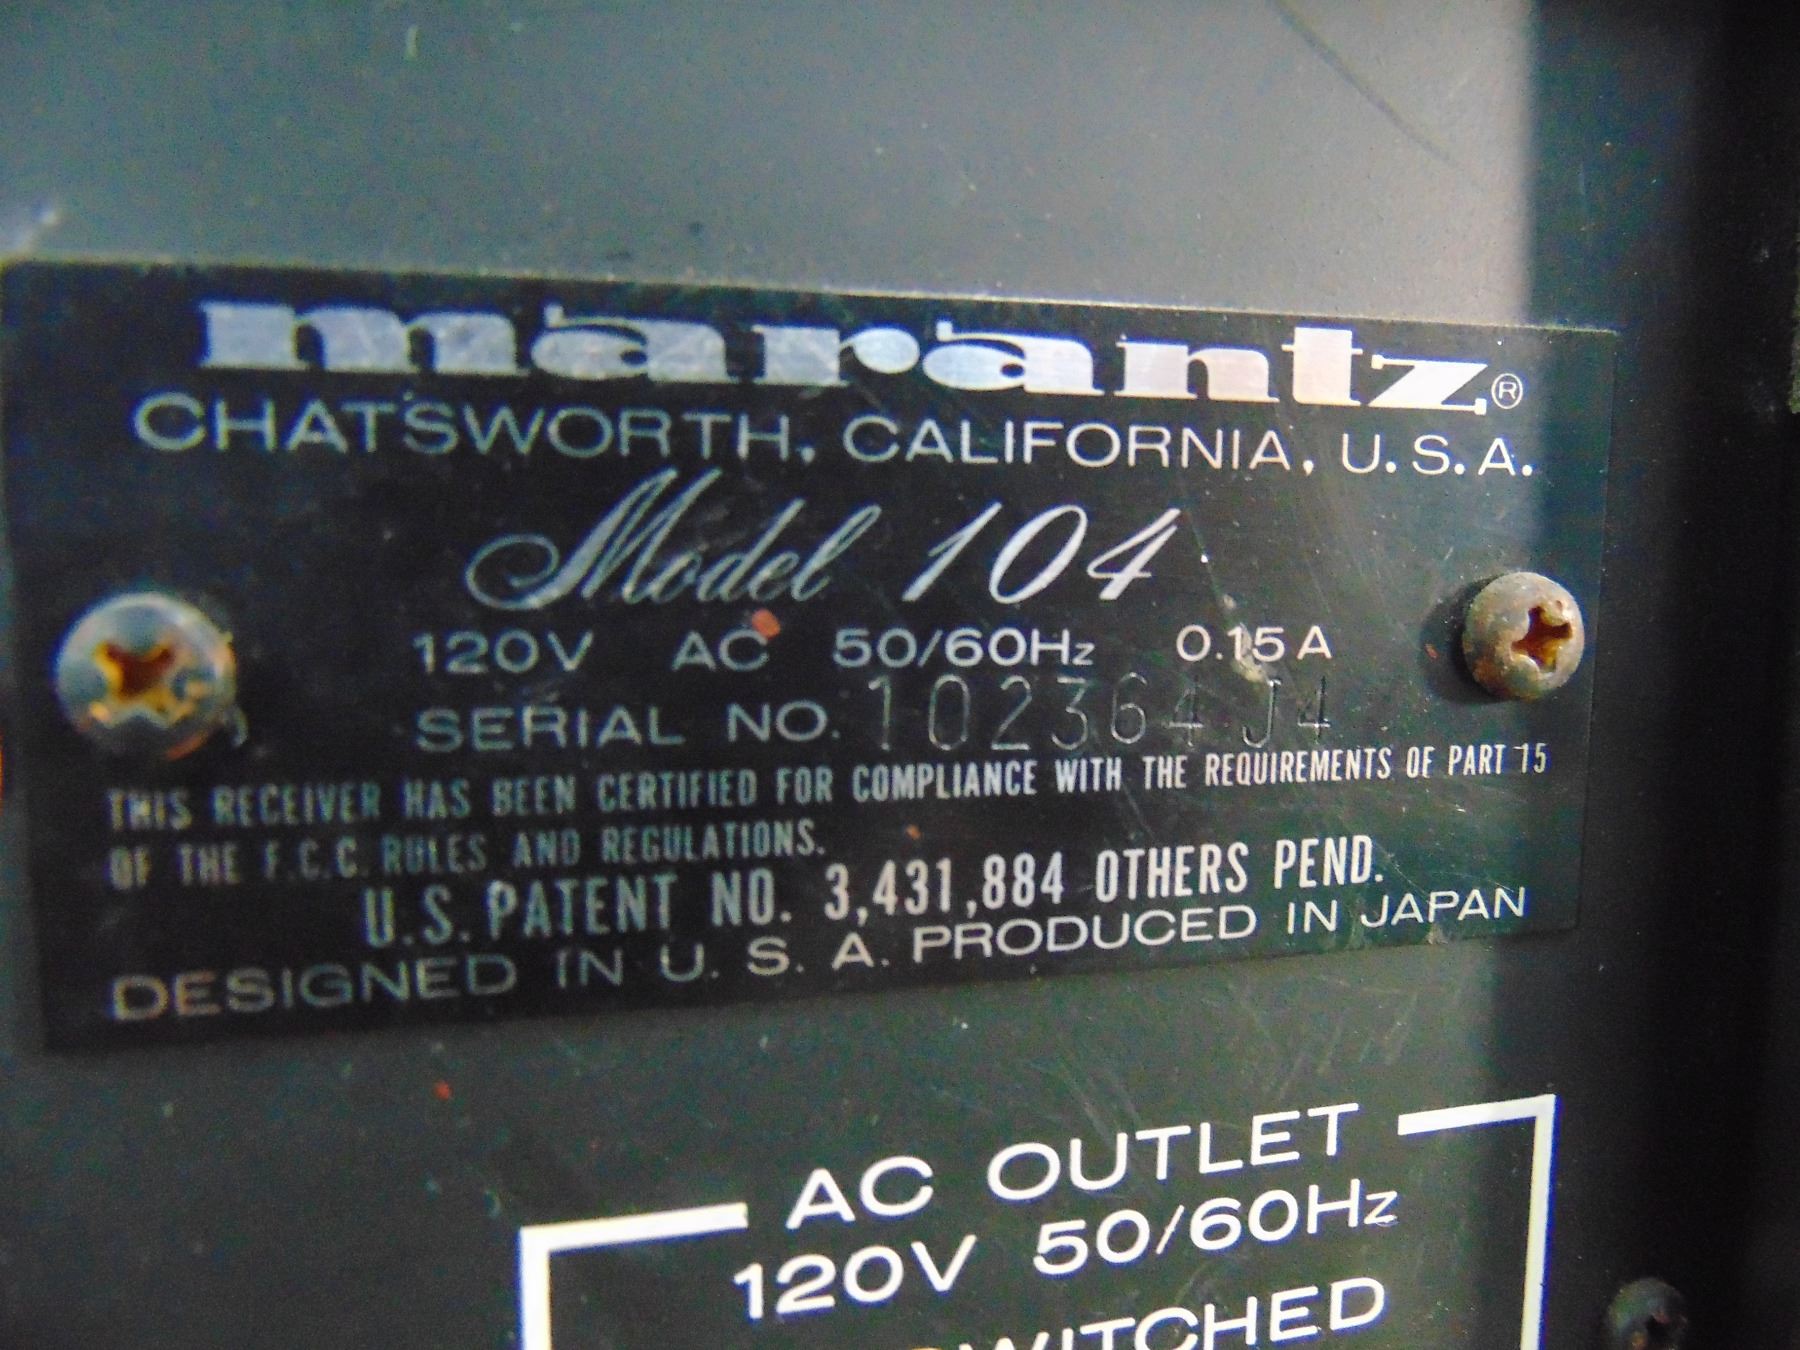 marantz®
CHATSWORTH, CALIFORNIA, U.S.A.
Model 104
120V AC 50/60Hz 0.15A
SERIAL NO. 102364J4
THIS RECEIVER HAS BEEN CERTIFIED FOR COMPLIANCE WITH THE REQUIREMENTS OF PART 15
OF THE F.C.C. RULES AND REGULATIONS.
U.S. PATENT NO. 3,431,884 OTHERS PEND.
DESIGNED IN U.S.A. PRODUCED IN JAPAN
AC OUTLET
120V 50/60Hz